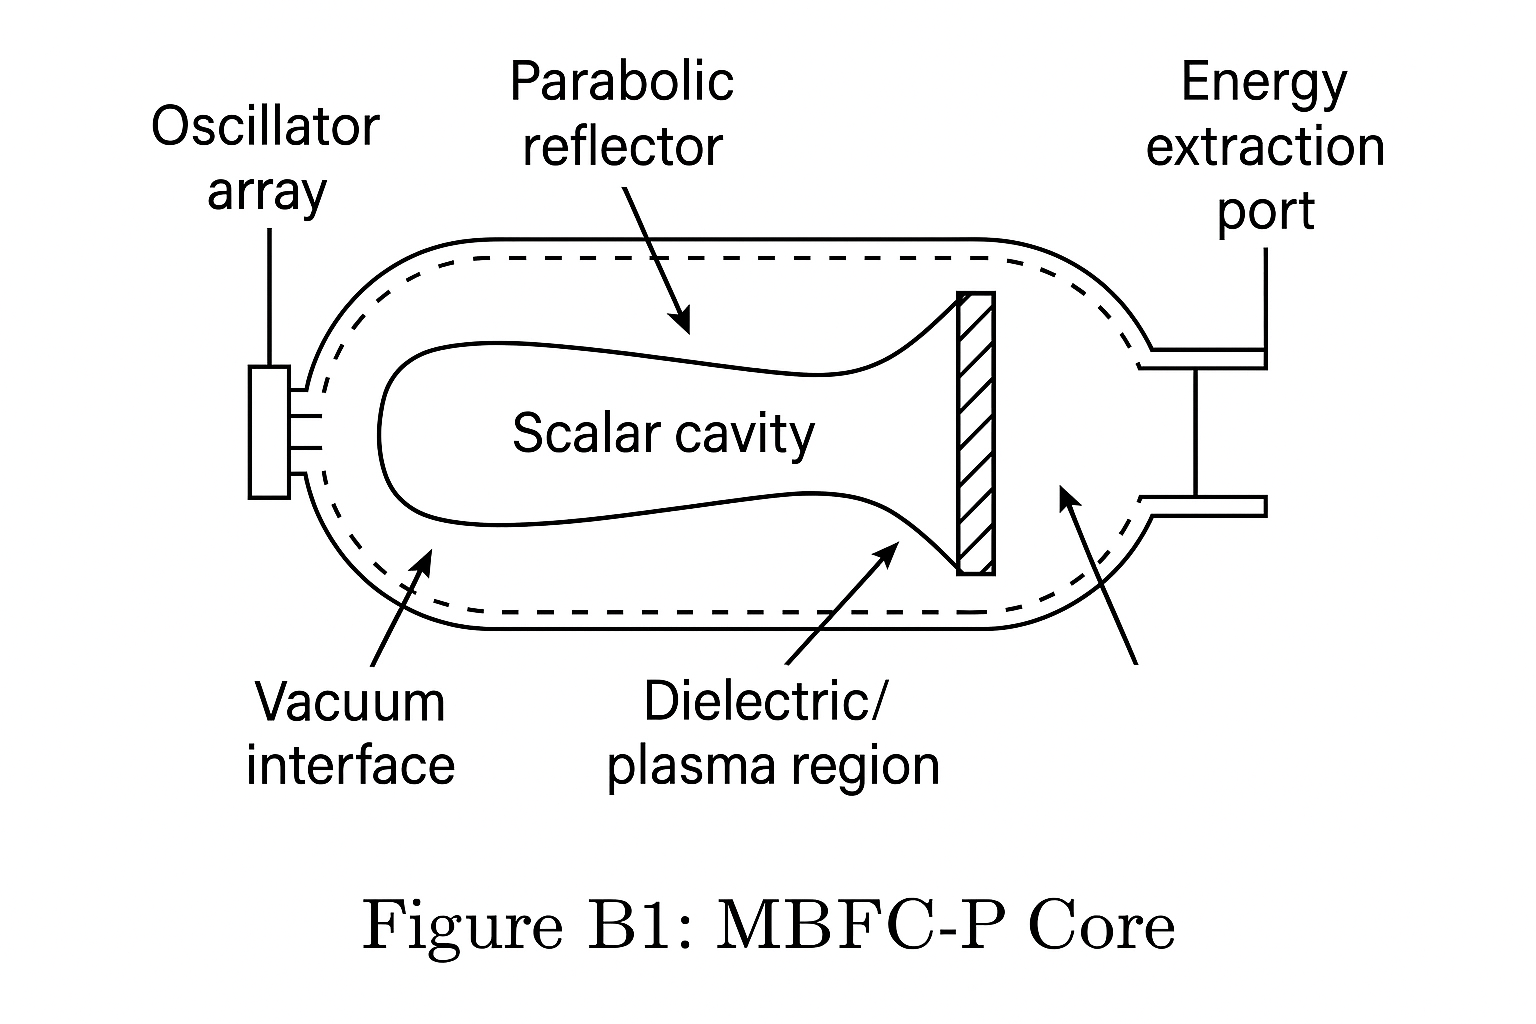 Oscillator
array
Parabolic
reflector
Energy
extraction
port
Scalar cavity
Vacuum
interface
Dielectric/
plasma region
Figure B1: MBFC-P Core